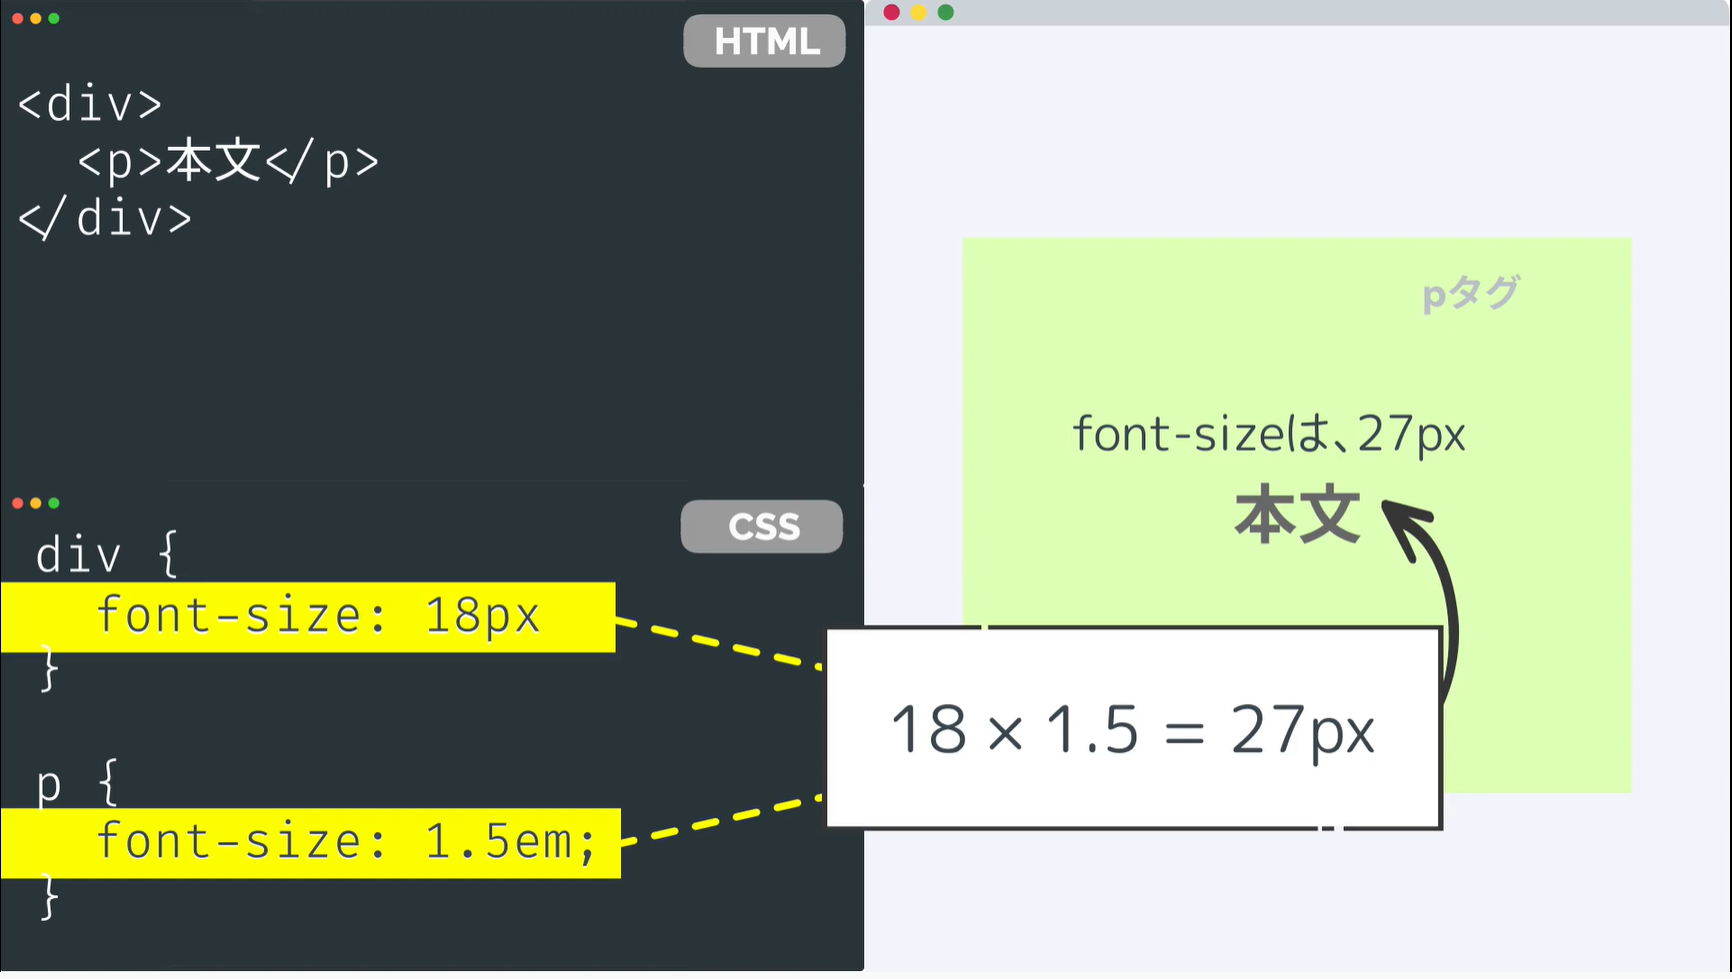 HTML
<div>
<p>本文</p>
</div>
CSS
div {
font-size: 18px
}
p {
font-size: 1.5em;
}
pタグ
font-sizeは、27px
本文
18 × 1.5 = 27px